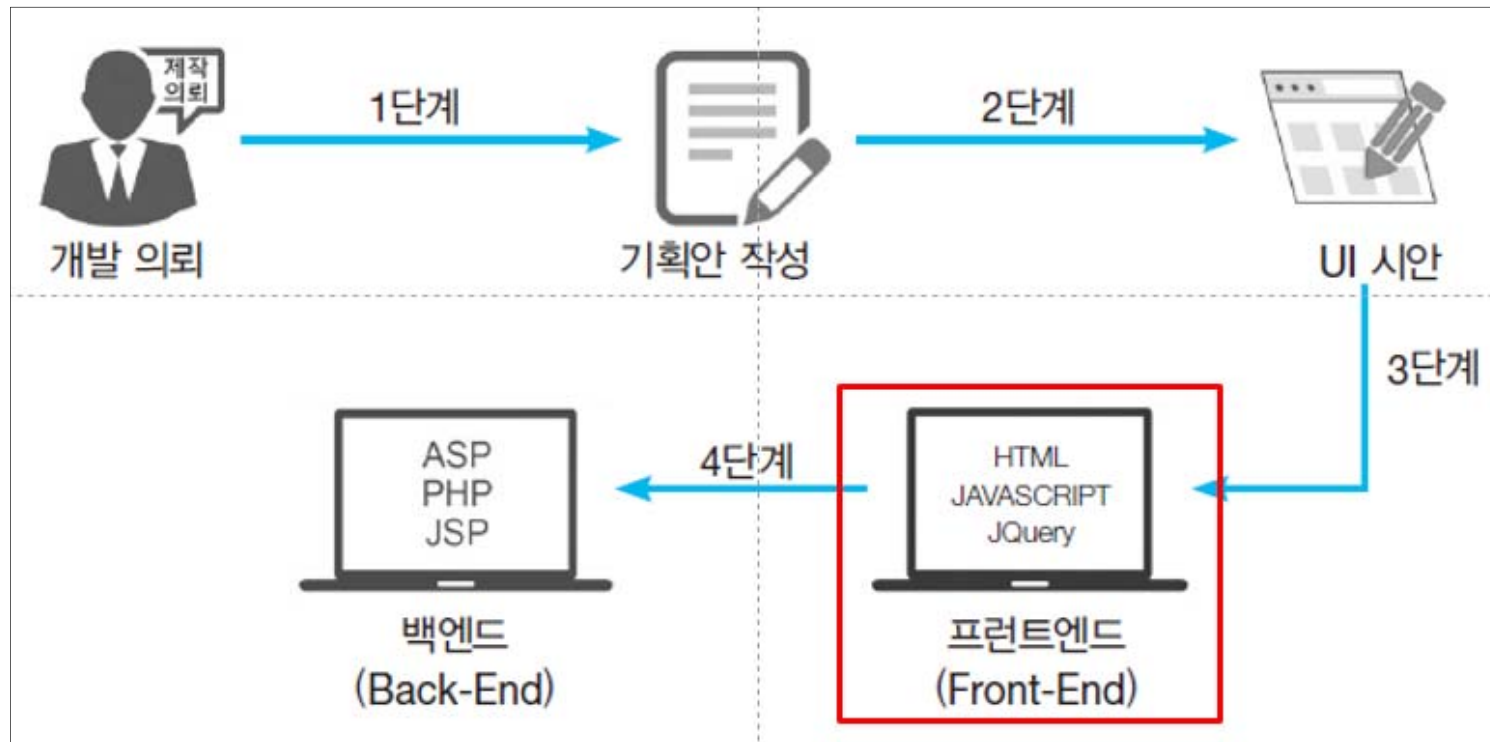 제작
의뢰
1단계
2단계
개발 의뢰
기획안 작성
UI 시안
3단계
HTML
JAVASCRIPT
JQuery
프런트엔드
(Front-End)
4단계
ASP
PHP
JSP
백엔드
(Back-End)